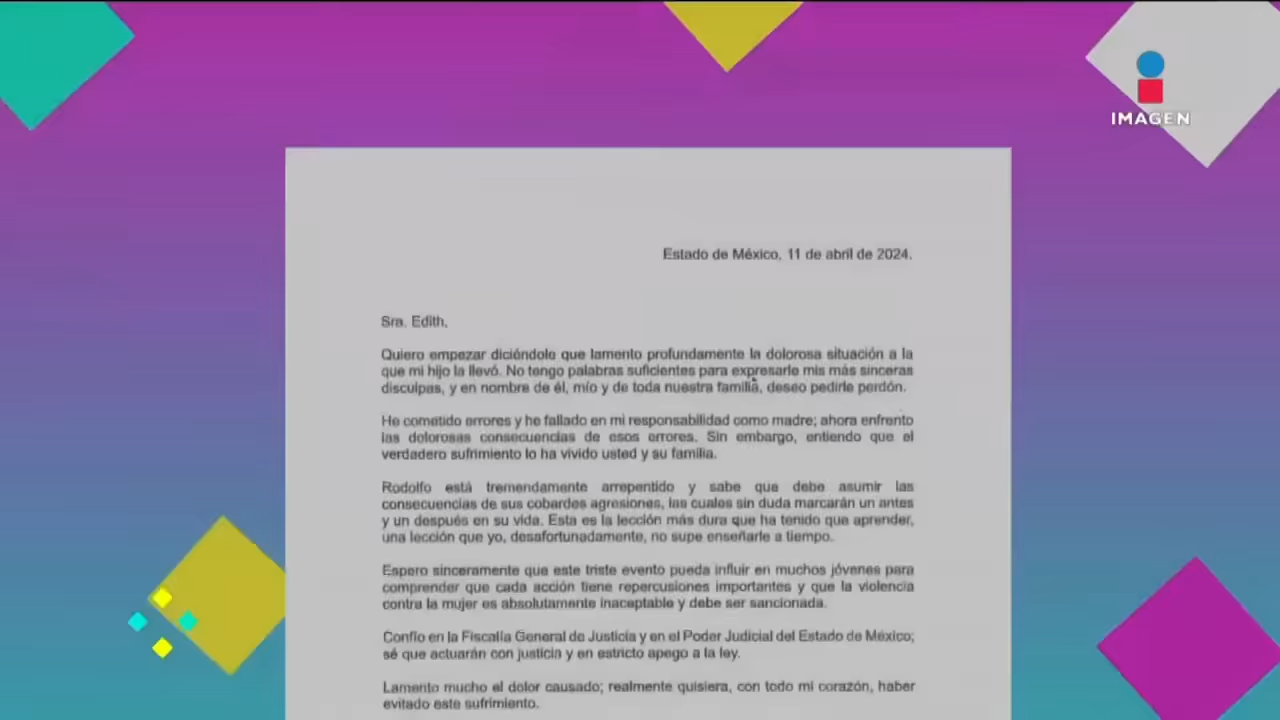 IMAGEN
Estado de México, 11 de abril de 2024.
Sra. Edith,
Quiero empezar diciéndole que lamento profundamente la dolorosa situación a la
que mi hijo la llevó. No tengo palabras suficientes para expresarle mis más sinceras
disculpas, y en nombre de él, mío y de toda nuestra familia, deseo pedirle perdón.
He cometido errores y he fallado en mi responsabilidad como madre; ahora enfrento
las dolorosas consecuencias de esos errores. Sin embargo, entiendo que el
verdadero sufrimiento lo ha vivido usted y su familia.
Rodolfo está tremendamente arrepentido y sabe que debe asumir las
consecuencias de sus cobardes agresiones, las cuales sin duda marcarán un antes
y un después en su vida. Esta es la lección más dura que ha tenido que aprender,
una lección que yo, desafortunadamente, no supe enseñarle a tiempo.
Espero sinceramente que este triste evento pueda influir en muchos jóvenes para
comprender que cada acción tiene repercusiones importantes y que la violencia
contra la mujer es absolutamente inaceptable y debe ser sancionada.
Confío en la Fiscalía General de Justicia y en el Poder Judicial del Estado de México;
sé que actuarán con justicia y en estricto apego a la ley.
Lamento mucho el dolor causado; realmente quisiera, con todo mi corazón, haber
evitado este sufrimiento.